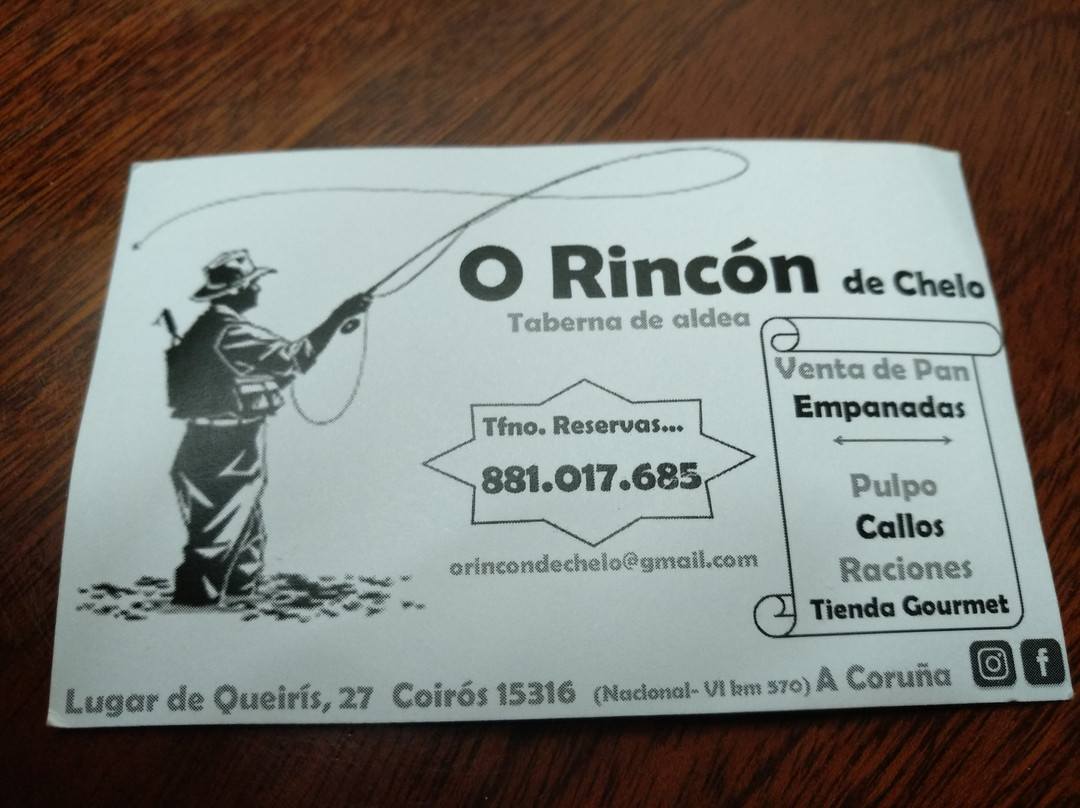 O Rincón de Chelo
Taberna de aldea
Tfno. Reservas...
881.017.685
orincondechelo@gmail.com
Venta de Pan
Empanadas
Pulpo
Callos
Raciones
Tienda Gourmet
Lugar de Queirís, 27 Coirós 15316 (Nacional- VI km 570) A Coruña